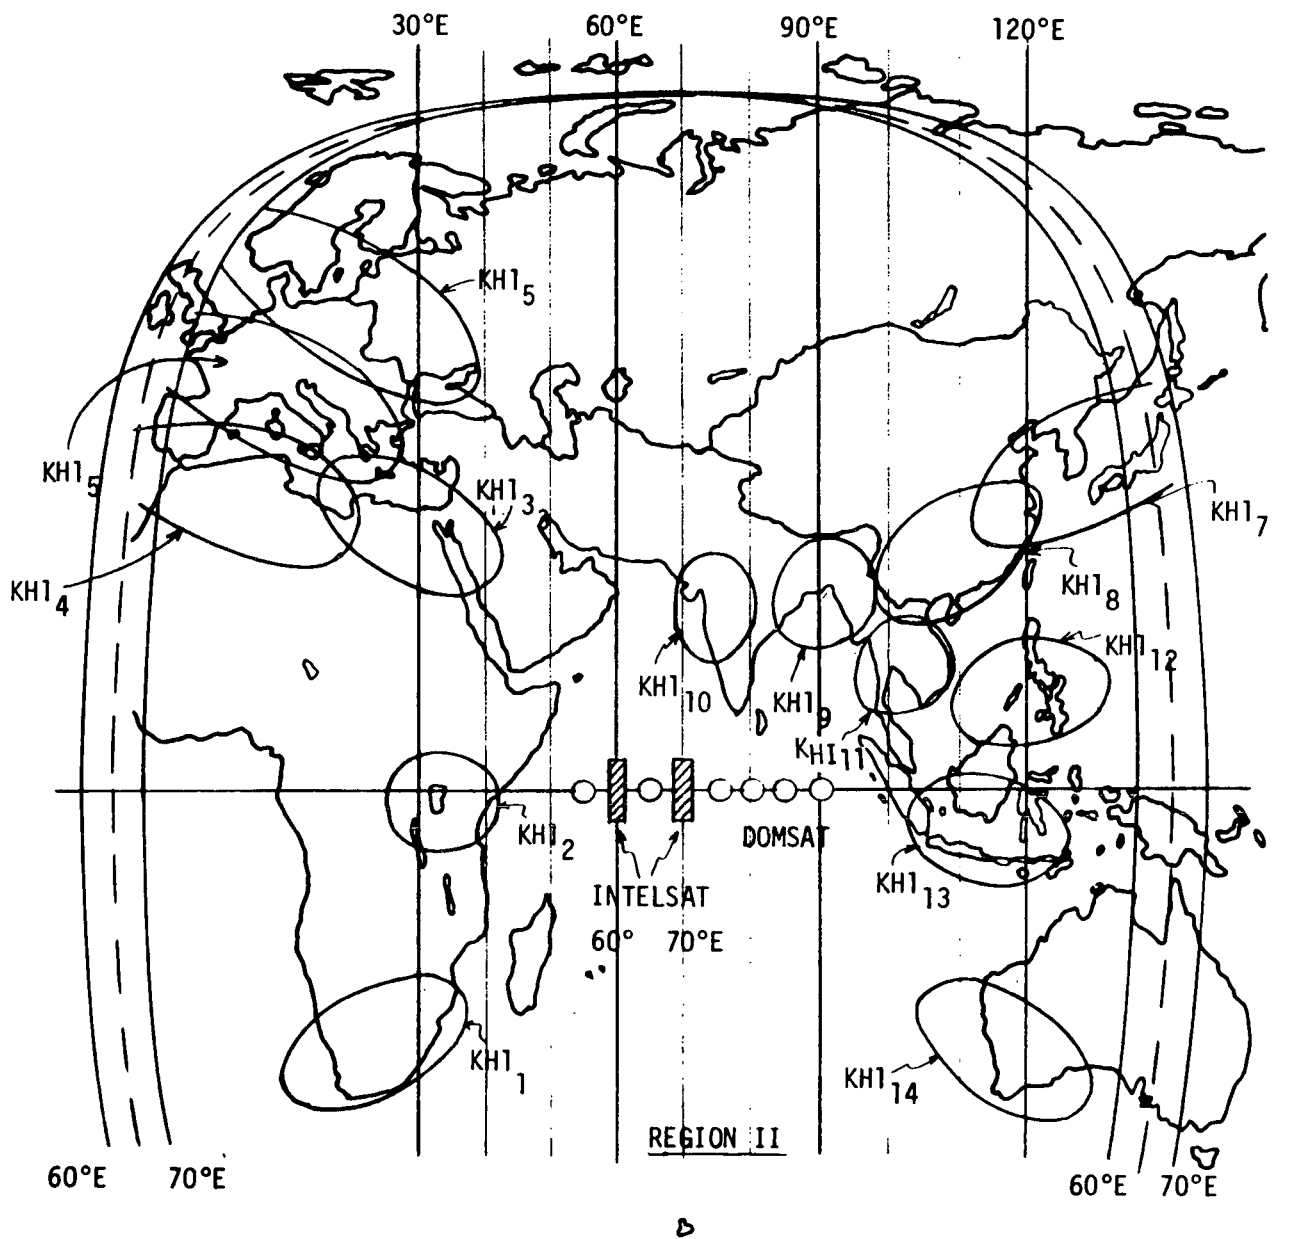 30°E 60°E 90°E 120°E
KH1 5
KH1 5
KH1 3
KH1 7
KH1 4
KH1 8
KH1 12
KH1 10
KH1 9
KHI 11
KH1 2
DOMSAT
INTELSAT
60° 70°E
KH1 13
KH1 1
KH1 14
REGION II
60°E 70°E
60°E 70°E